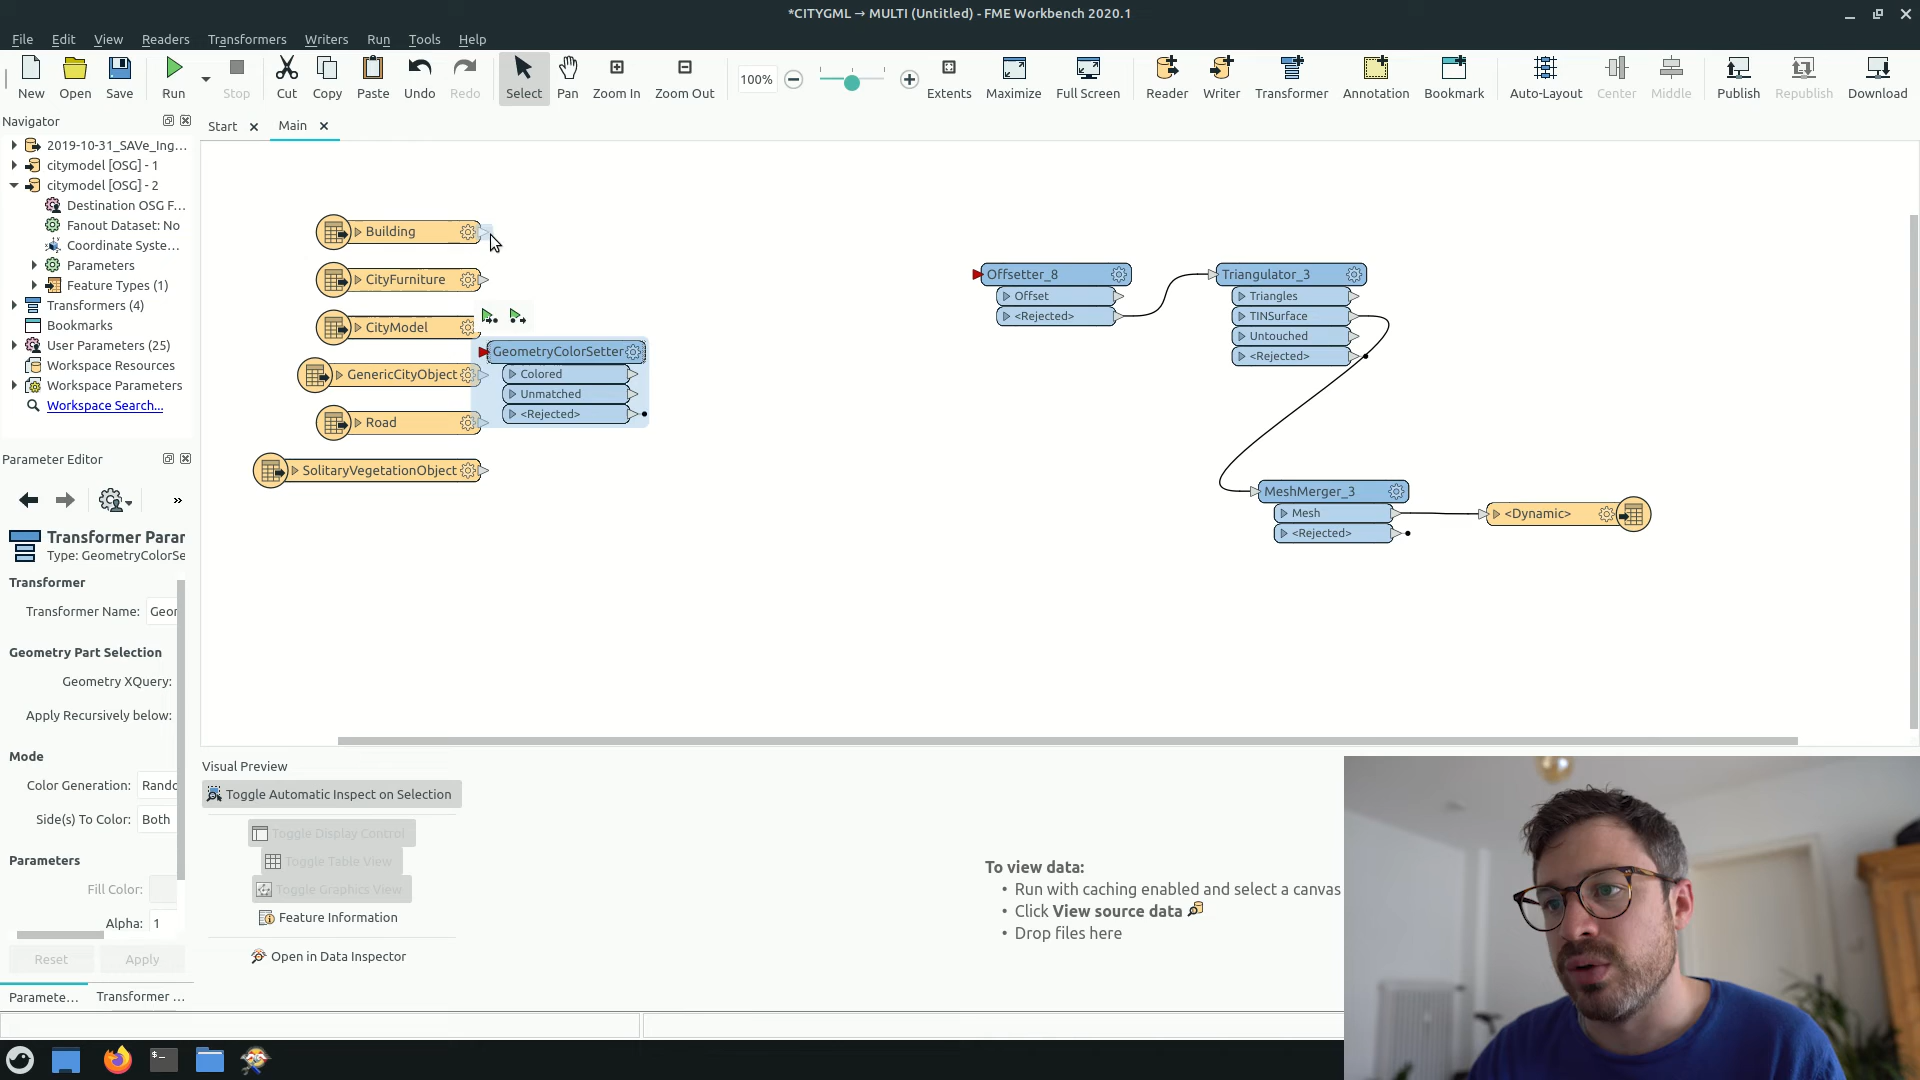 *CITYGML → MULTI (Untitled) - FME Workbench 2020.1
File Edit View Readers Transformers Writers Run Tools Help
New Open Save Run Stop Cut Copy Paste Undo Redo Select Pan 100% Zoom In Zoom Out Extents Maximize Full Screen Reader Writer Transformer Annotation Bookmark Auto-Layout Center Middle Publish Republish Download
Navigator
Start Main
2019-10-31_SAVe_Ing...
citymodel [OSG] - 1
citymodel [OSG] - 2
Destination OSG F...
Fanout Dataset: No
Coordinate Syste...
Parameters
Feature Types (1)
Transformers (4)
Bookmarks
User Parameters (25)
Workspace Resources
Workspace Parameters
Workspace Search...
Building
CityFurniture
CityModel
GenericCityObject
Road
SolitaryVegetationObject
GeometryColorSetter
Colored
Unmatched
<Rejected>
Offsetter_8
Offset
<Rejected>
Triangulator_3
Triangles
TINSurface
Untouched
<Rejected>
MeshMerger_3
Mesh
<Rejected>
<Dynamic>
Parameter Editor
»
Transformer Parar
Type: GeometryColorSe
Transformer
Transformer Name: Geor
Geometry Part Selection
Geometry XQuery:
Apply Recursively below:
Mode
Color Generation: Rando
Side(s) To Color: Both
Parameters
Fill Color:
Alpha: 1
Reset Apply
Paramete... Transformer ...
Visual Preview
Toggle Automatic Inspect on Selection
Toggle Display Control
Toggle Table View
Toggle Graphics View
Feature Information
Open in Data Inspector
To view data:
• Run with caching enabled and select a canvas
• Click View source data
• Drop files here